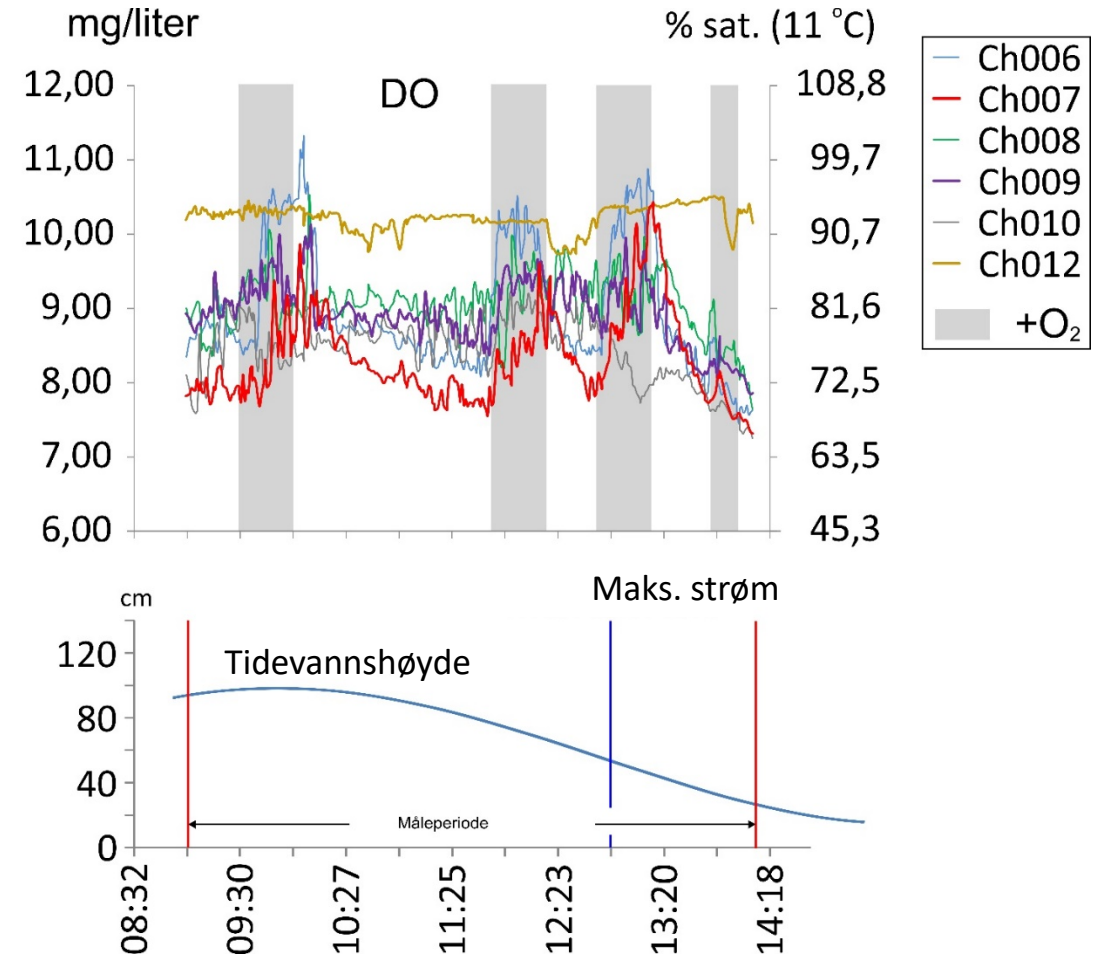 mg/liter
% sat. (11 °C)
DO
12,00
11,00
10,00
9,00
8,00
7,00
6,00
108,8
99,7
90,7
81,6
72,5
63,5
45,3
Ch006
Ch007
Ch008
Ch009
Ch010
Ch012
+O₂
Maks. strøm
cm
Tidevannshøyde
120
80
40
0
Måleperiode
08:32
09:30
10:27
11:25
12:23
13:20
14:18